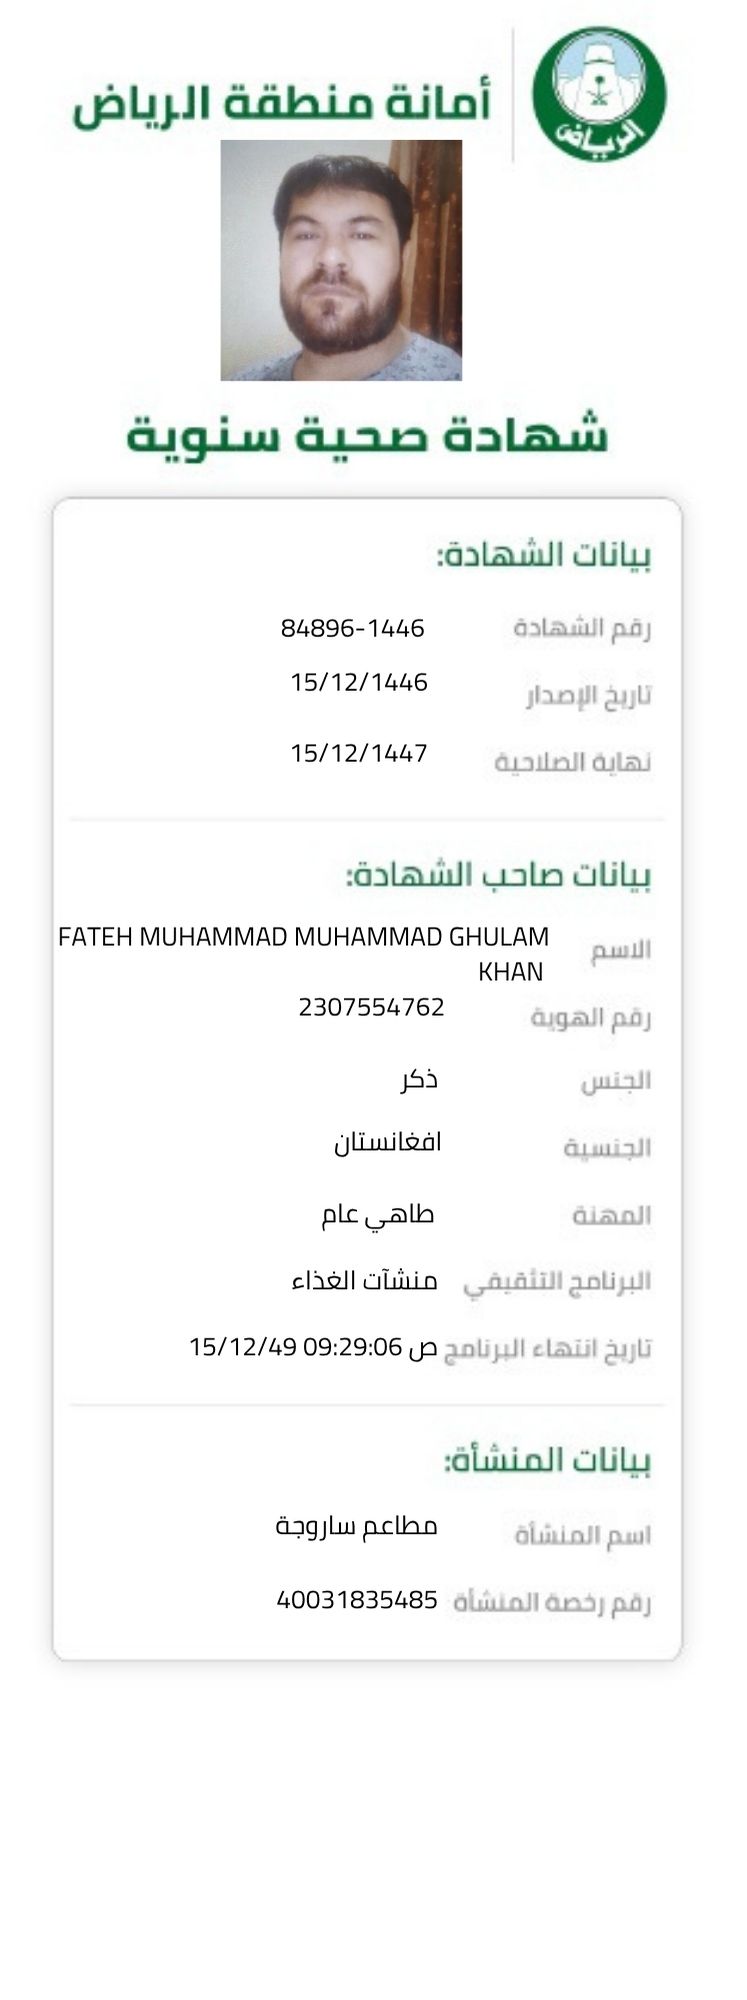 أمانة منطقة الرياض
الرياض
شهادة صحية سنوية
بيانات الشهادة:
رقم الشهادة 84896-1446
تاريخ الإصدار 15/12/1446
نهاية الصلاحية 15/12/1447
بيانات صاحب الشهادة:
الاسم FATEH MUHAMMAD MUHAMMAD GHULAM
KHAN
رقم الهوية 2307554762
الجنس ذكر
الجنسية افغانستان
المهنة طاهي عام
البرنامج التثقيفي منشآت الغذاء
تاريخ انتهاء البرنامج ص 09:29:06 15/12/49
بيانات المنشأة:
اسم المنشأة مطاعم ساروجة
رقم رخصة المنشأة 40031835485